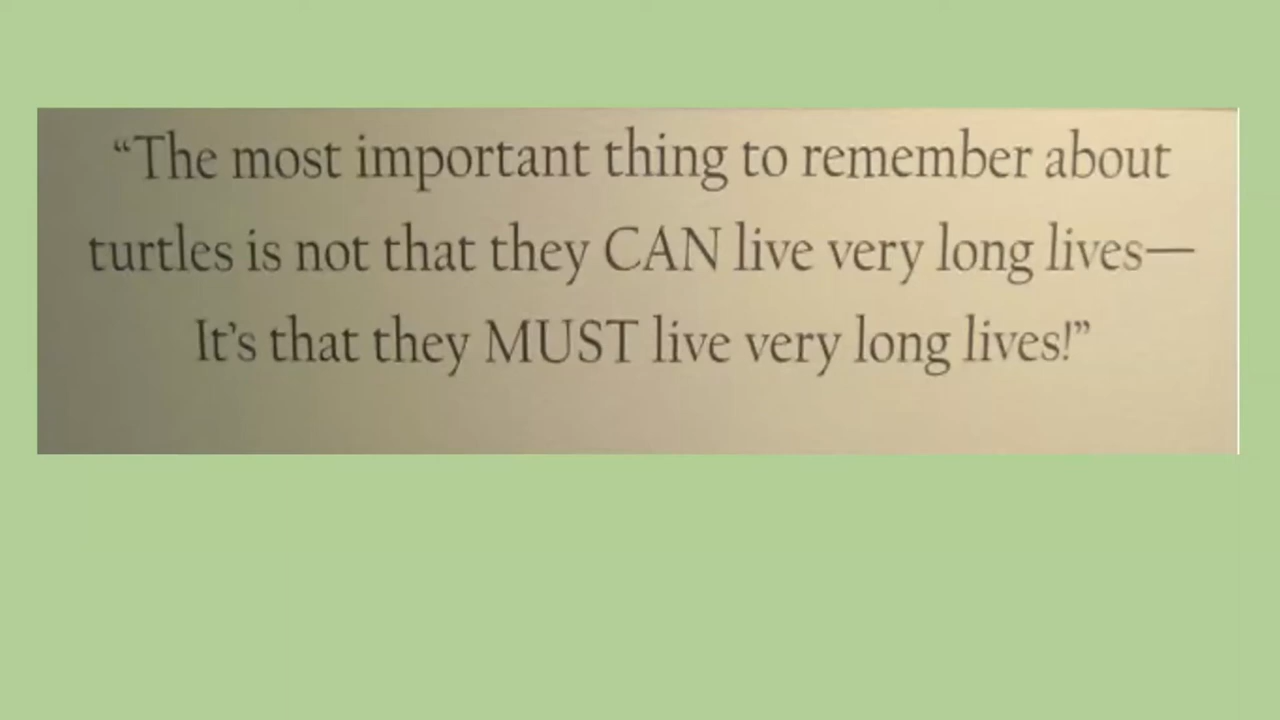 “The most important thing to remember about
turtles is not that they CAN live very long lives—
It’s that they MUST live very long lives!”